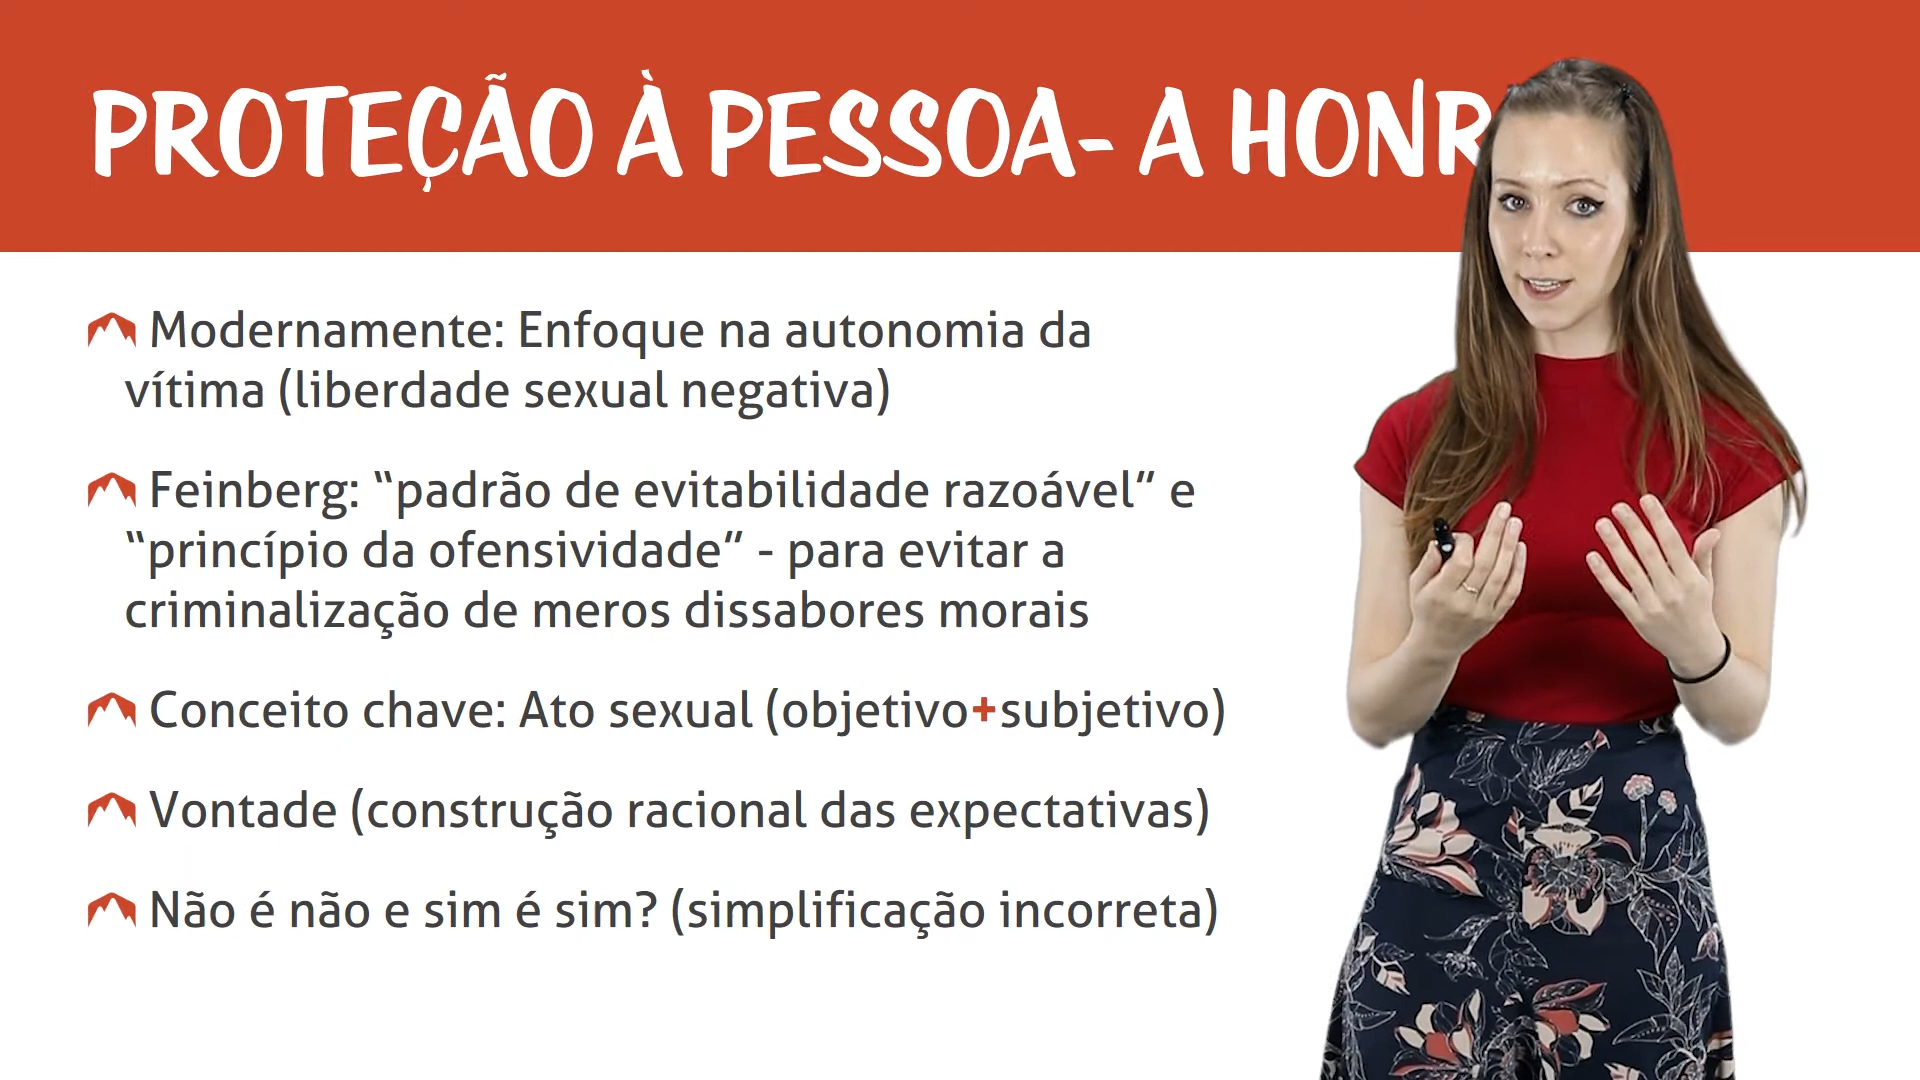 PROTEÇÃO À PESSOA- A HONR
Modernamente: Enfoque na autonomia da
vítima (liberdade sexual negativa)
Feinberg: “padrão de evitabilidade razoável” e
“princípio da ofensividade” - para evitar a
criminalização de meros dissabores morais
Conceito chave: Ato sexual (objetivo+subjetivo)
Vontade (construção racional das expectativas)
Não é não e sim é sim? (simplificação incorreta)